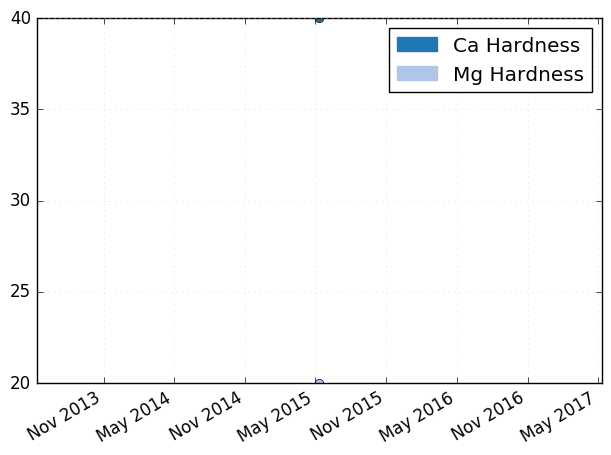 40
35
30
25
20
Ca Hardness
Mg Hardness
Nov 2013
May 2014
Nov 2014
May 2015
Nov 2015
May 2016
Nov 2016
May 2017